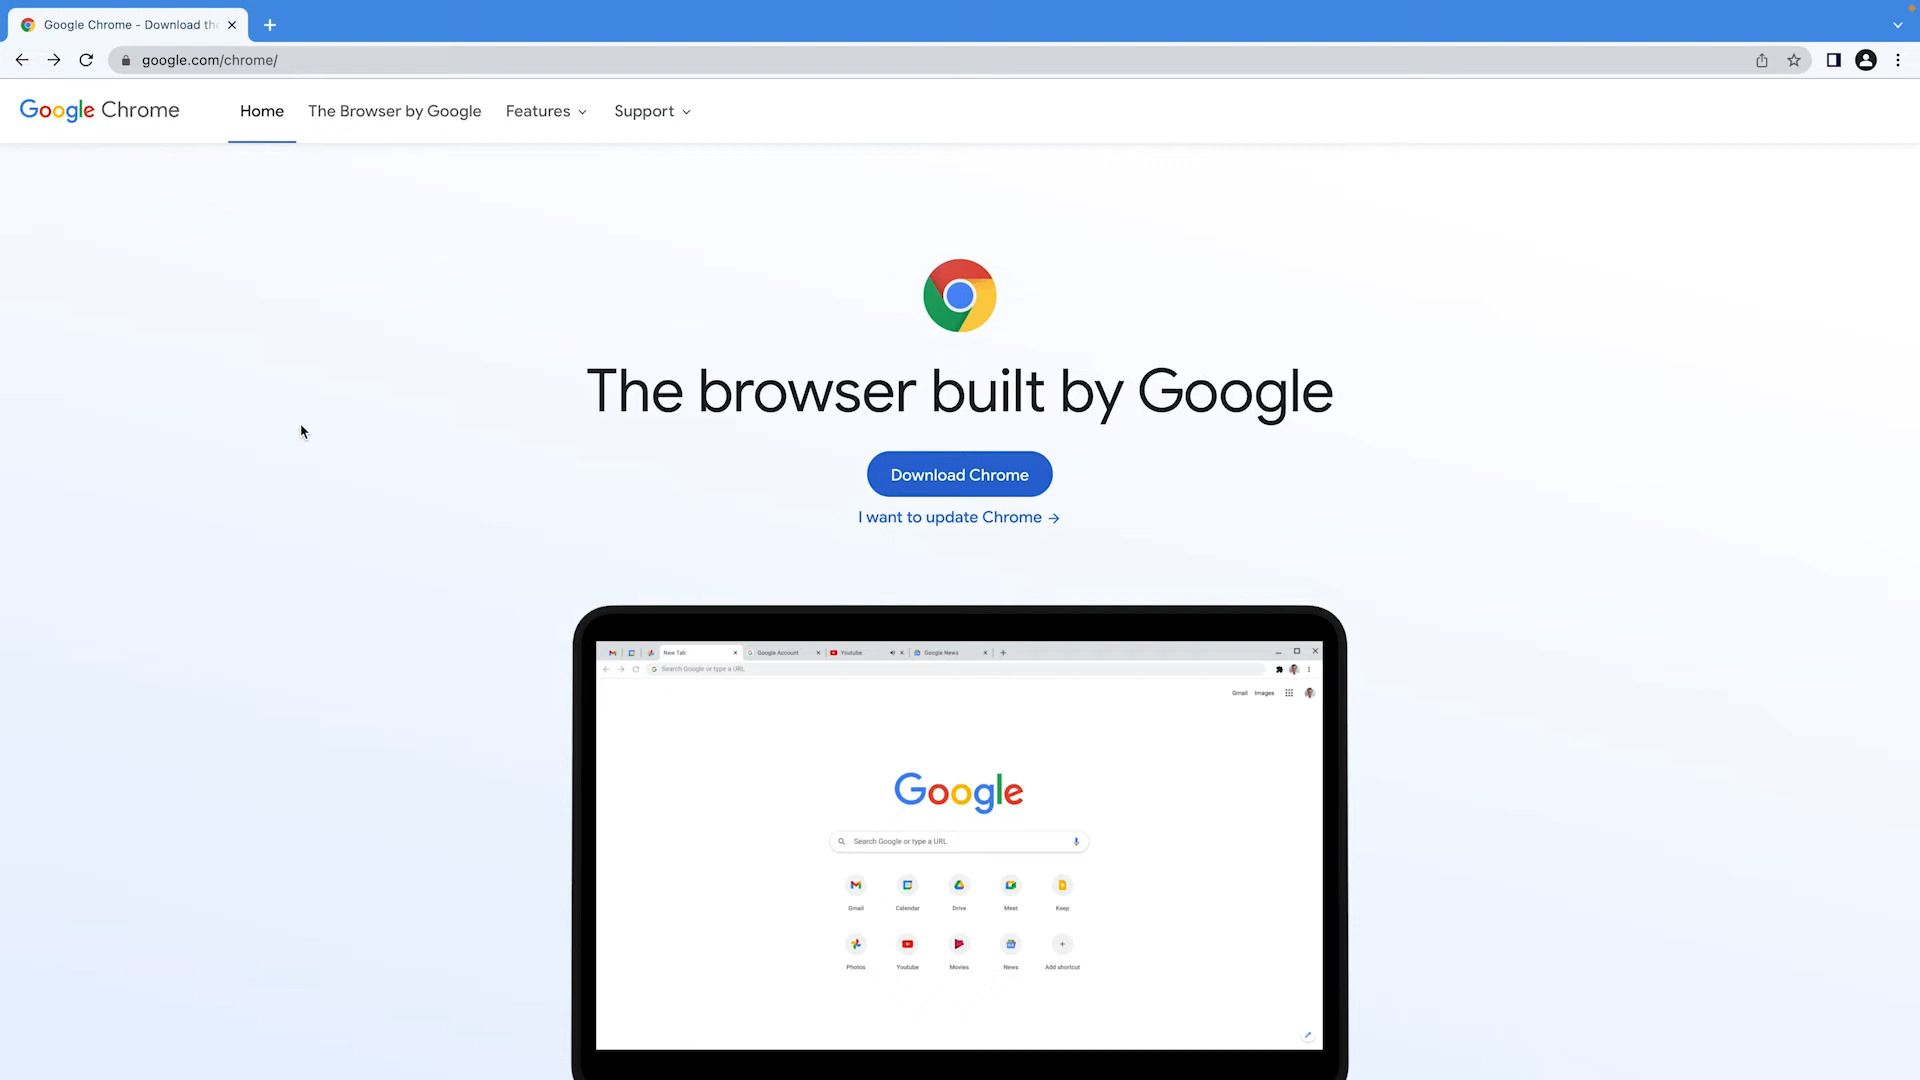 Google Chrome - Download the
google.com/chrome/
Google Chrome
Home
The Browser by Google
Features
Support
The browser built by Google
Download Chrome
I want to update Chrome →
New Tab
Google Account
Youtube
Google News
Search Google or type a URL
Gmail Images
Google
Search Google or type a URL
Gmail Calendar Drive Meet Keep
Photos Youtube Movies News Add shortcut